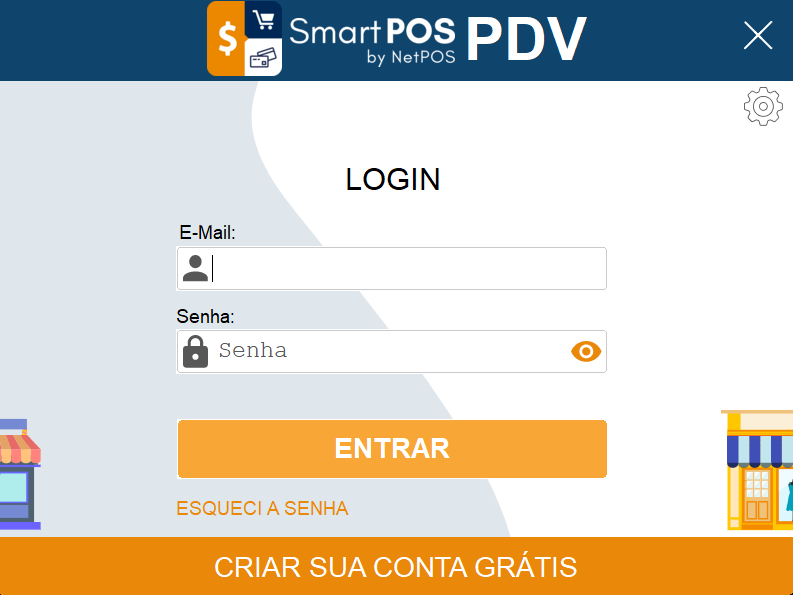 $
SmartPOS PDV
by NetPOS
LOGIN
E-Mail:
Senha:
Senha
ENTRAR
ESQUECI A SENHA
CRIAR SUA CONTA GRÁTIS